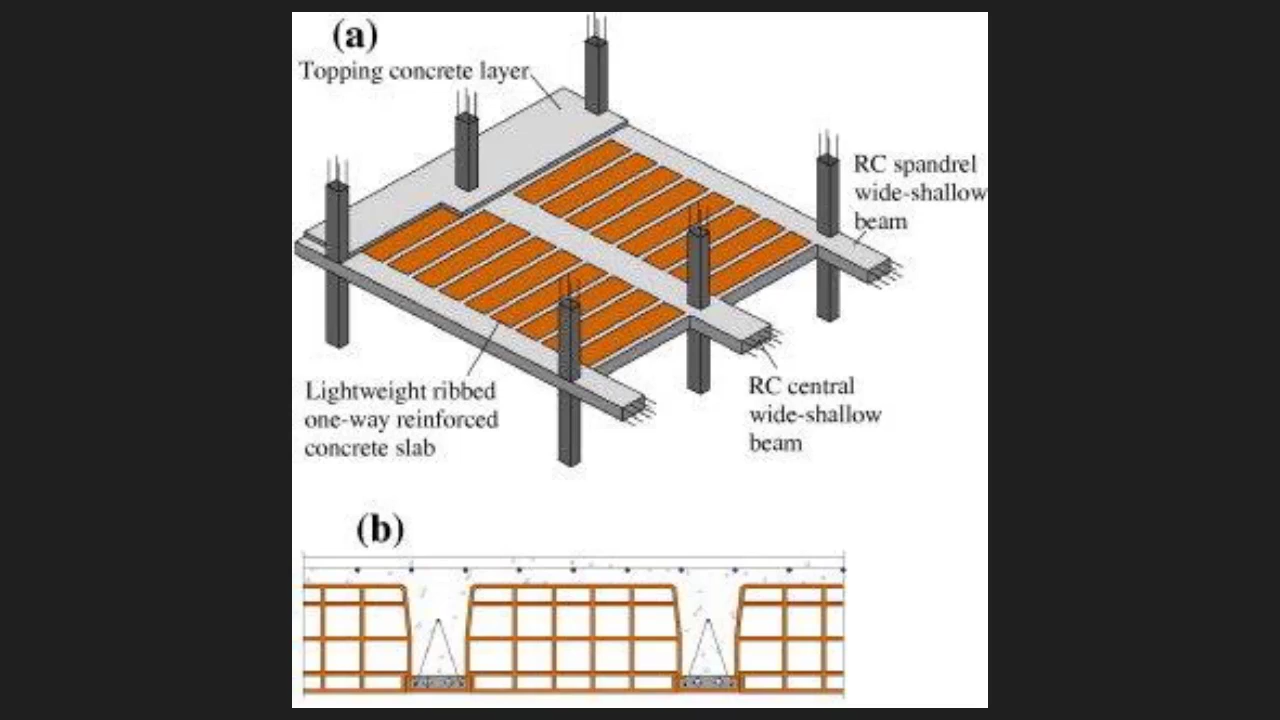 (a)
Topping concrete layer
RC spandrel
wide-shallow
beam
Lightweight ribbed
one-way reinforced
concrete slab
RC central
wide-shallow
beam
(b)